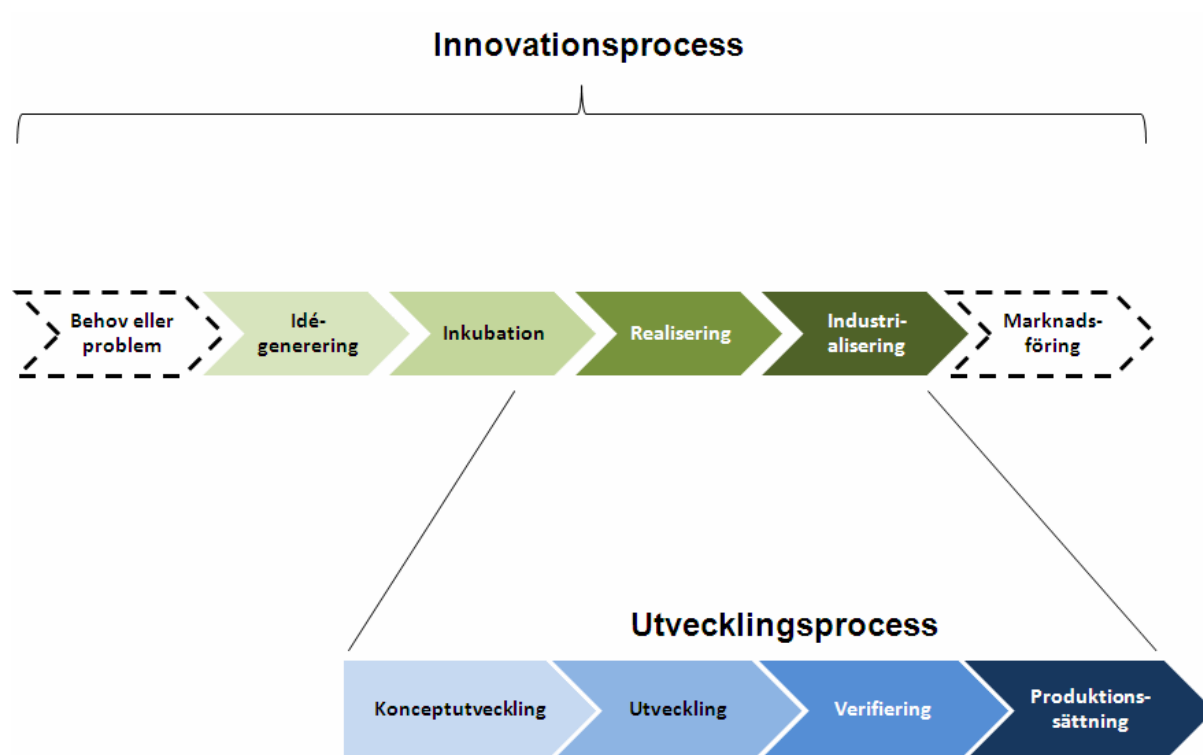 Innovationsprocess
Behov eller
problem
Idé-
generering
Inkubation
Realisering
Industri-
alisering
Marknads-
föring
Utvecklingsprocess
Konceptutveckling
Utveckling
Verifiering
Produktions-
sättning